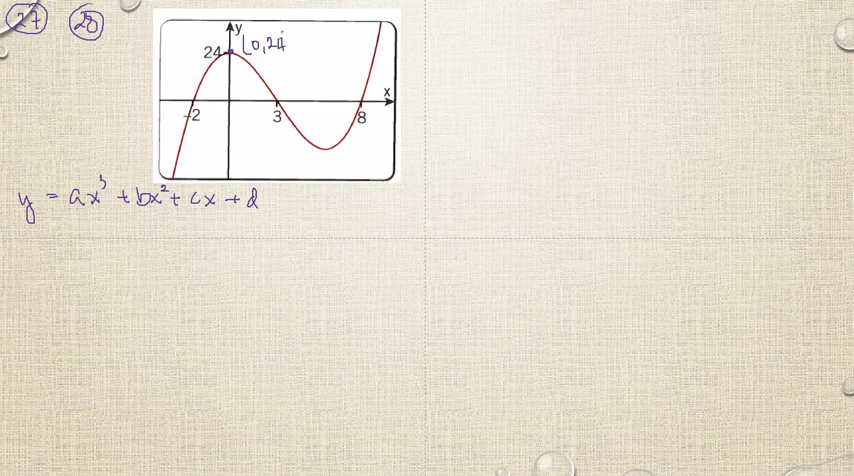 27 28
y
24 (0,24
x
-2 3 8
y = ax³ + bx² + cx + d